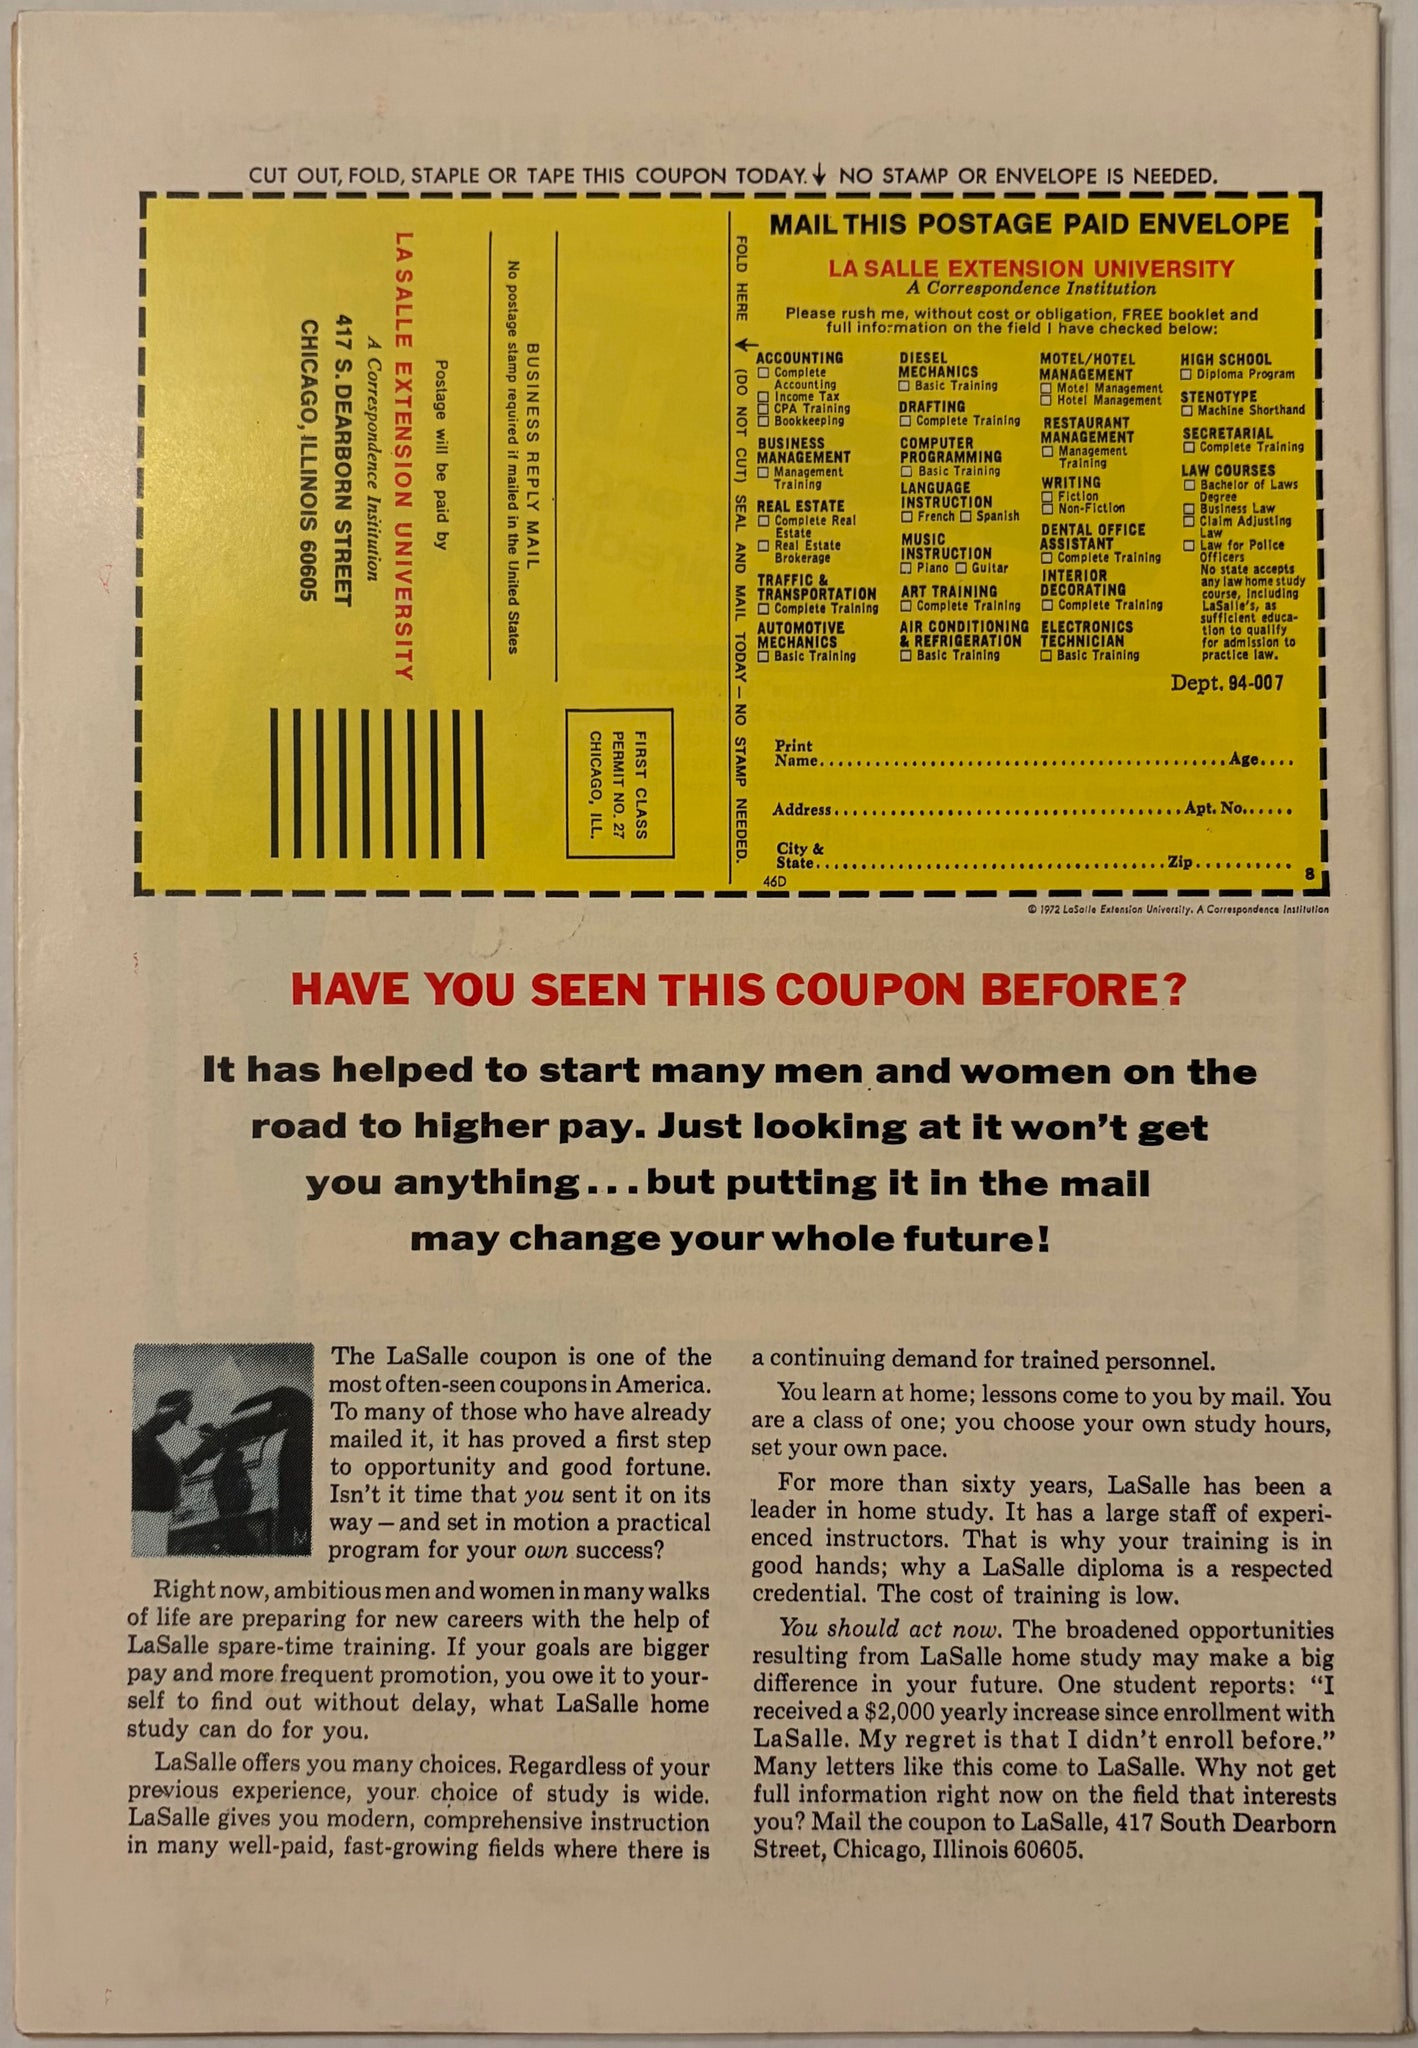 CUT OUT, FOLD, STAPLE OR TAPE THIS COUPON TODAY.↓ NO STAMP OR ENVELOPE IS NEEDED.
BUSINESS REPLY MAIL
No postage stamp required if mailed in the United States
Postage will be paid by
LA SALLE EXTENSION UNIVERSITY
A Correspondence Institution
417 S. DEARBORN STREET
CHICAGO, ILLINOIS 60605
FIRST CLASS
PERMIT NO. 27
CHICAGO, ILL.
FOLD HERE ↓ (DO NOT CUT) SEAL AND MAIL TODAY — NO STAMP NEEDED.
MAIL THIS POSTAGE PAID ENVELOPE
LA SALLE EXTENSION UNIVERSITY
A Correspondence Institution
Please rush me, without cost or obligation, FREE booklet and
full information on the field I have checked below:
ACCOUNTING
☐ Complete
Accounting
☐ Income Tax
☐ CPA Training
☐ Bookkeeping
BUSINESS
MANAGEMENT
☐ Management
Training
REAL ESTATE
☐ Complete Real
Estate
☐ Real Estate
Brokerage
TRAFFIC &
TRANSPORTATION
☐ Complete Training
AUTOMOTIVE
MECHANICS
☐ Basic Training
DIESEL
MECHANICS
☐ Basic Training
DRAFTING
☐ Complete Training
COMPUTER
PROGRAMMING
☐ Basic Training
LANGUAGE
INSTRUCTION
☐ French ☐ Spanish
MUSIC
INSTRUCTION
☐ Piano ☐ Guitar
ART TRAINING
☐ Complete Training
AIR CONDITIONING
& REFRIGERATION
☐ Basic Training
MOTEL/HOTEL
MANAGEMENT
☐ Motel Management
☐ Hotel Management
RESTAURANT
MANAGEMENT
☐ Management
Training
WRITING
☐ Fiction
☐ Non-Fiction
DENTAL OFFICE
ASSISTANT
☐ Complete Training
INTERIOR
DECORATING
☐ Complete Training
ELECTRONICS
TECHNICIAN
☐ Basic Training
HIGH SCHOOL
☐ Diploma Program
STENOTYPE
☐ Machine Shorthand
SECRETARIAL
☐ Complete Training
LAW COURSES
☐ Bachelor of Laws
Degree
☐ Business Law
☐ Claim Adjusting
Law
☐ Law for Police
Officers
No state accepts
any law home study
course, including
LaSalle's, as
sufficient educa-
tion to qualify
for admission to
practice law.
Dept. 94-007
Print
Name.......... Age....
Address.......... Apt. No......
City &
State.......... Zip..........
46D 8
© 1972 LaSalle Extension University. A Correspondence Institution
HAVE YOU SEEN THIS COUPON BEFORE?
It has helped to start many men and women on the
road to higher pay. Just looking at it won't get
you anything...but putting it in the mail
may change your whole future!
The LaSalle coupon is one of the
most often-seen coupons in America.
To many of those who have already
mailed it, it has proved a first step
to opportunity and good fortune.
Isn't it time that you sent it on its
way—and set in motion a practical
program for your own success?
Right now, ambitious men and women in many walks
of life are preparing for new careers with the help of
LaSalle spare-time training. If your goals are bigger
pay and more frequent promotion, you owe it to your-
self to find out without delay, what LaSalle home
study can do for you.
LaSalle offers you many choices. Regardless of your
previous experience, your choice of study is wide.
LaSalle gives you modern, comprehensive instruction
in many well-paid, fast-growing fields where there is
a continuing demand for trained personnel.
You learn at home; lessons come to you by mail. You
are a class of one; you choose your own study hours,
set your own pace.
For more than sixty years, LaSalle has been a
leader in home study. It has a large staff of experi-
enced instructors. That is why your training is in
good hands; why a LaSalle diploma is a respected
credential. The cost of training is low.
You should act now. The broadened opportunities
resulting from LaSalle home study may make a big
difference in your future. One student reports: “I
received a $2,000 yearly increase since enrollment with
LaSalle. My regret is that I didn't enroll before.”
Many letters like this come to LaSalle. Why not get
full information right now on the field that interests
you? Mail the coupon to LaSalle, 417 South Dearborn
Street, Chicago, Illinois 60605.